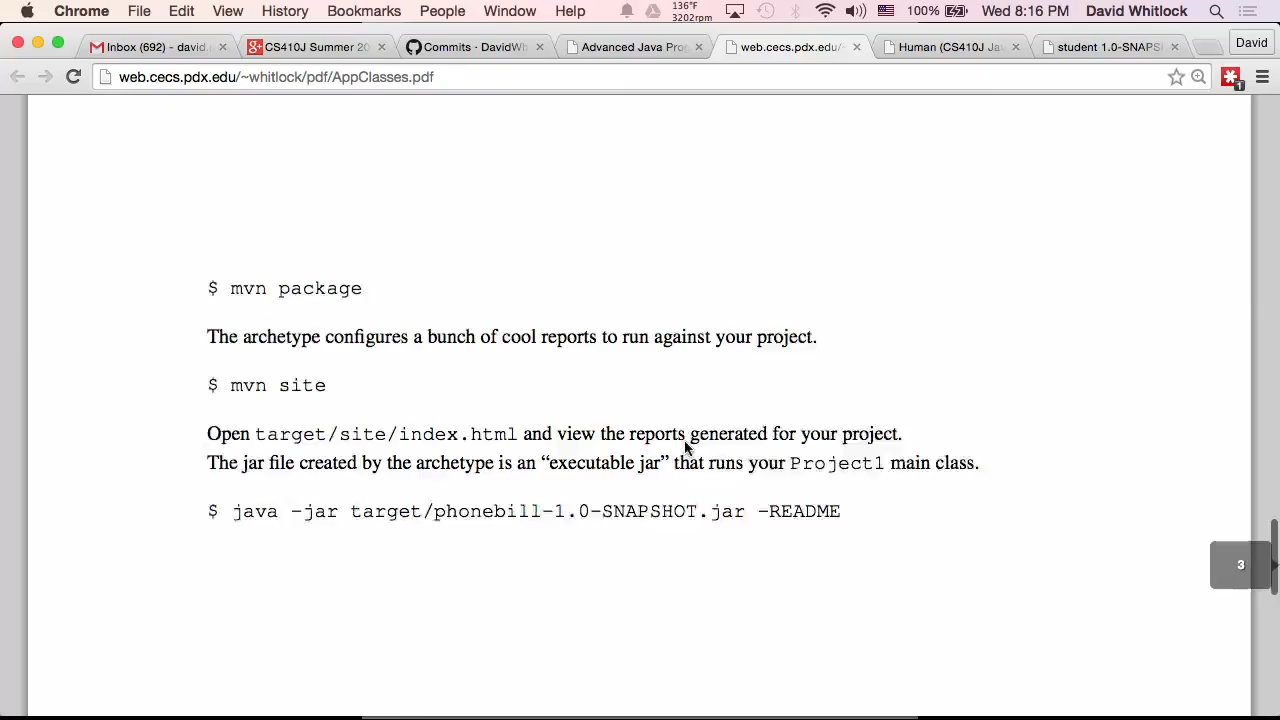 Chrome File Edit View History Bookmarks People Window Help 136°F 3202rpm 100% Wed 8:16 PM David Whitlock
Inbox (692) - david. CS410J Summer 20 Commits - DavidWh Advanced Java Pro web.cecs.pdx.edu/~ Human (CS410J Jav student 1.0-SNAPS David
web.cecs.pdx.edu/~whitlock/pdf/AppClasses.pdf 1
$ mvn package
The archetype configures a bunch of cool reports to run against your project.
$ mvn site
Open target/site/index.html and view the reports generated for your project.
The jar file created by the archetype is an “executable jar” that runs your Project1 main class.
$ java -jar target/phonebill-1.0-SNAPSHOT.jar -README
3